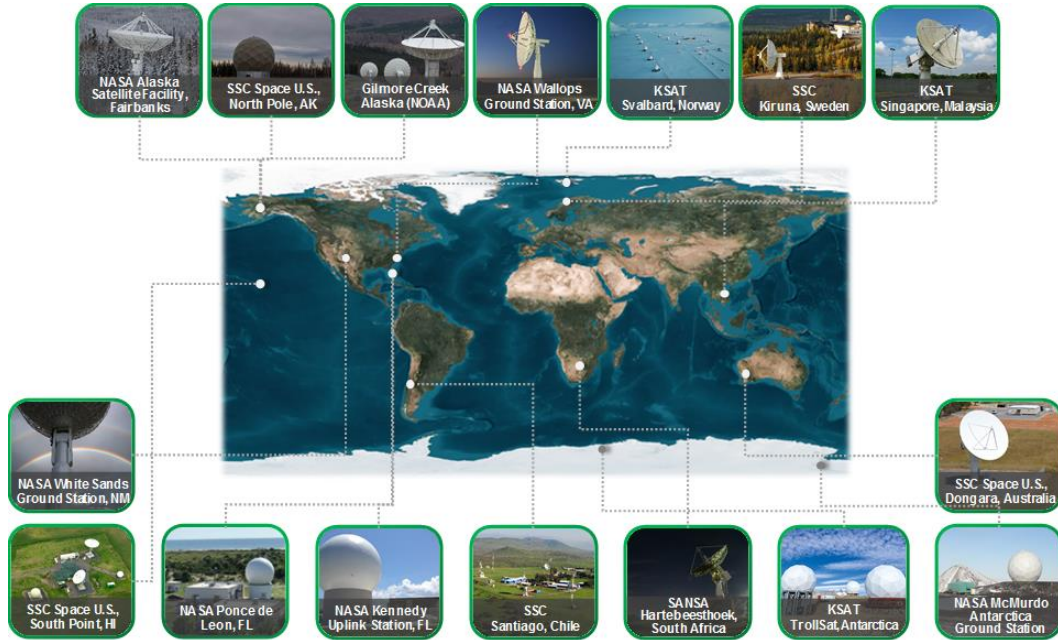 NASA Alaska
Satellite Facility,
Fairbanks
SSC Space U.S.,
North Pole, AK
Gilmore Creek
Alaska (NOAA)
NASA Wallops
Ground Station, VA
KSAT
Svalbard, Norway
SSC
Kiruna, Sweden
KSAT
Singapore, Malaysia
NASA White Sands
Ground Station, NM
SSC Space U.S.,
Dongara, Australia
SSC Space U.S.,
South Point, HI
NASA Ponce de
Leon, FL
NASA Kennedy
Uplink Station, FL
SSC
Santiago, Chile
SANSA
Hartebeesthoek,
South Africa
KSAT
TrollSat, Antarctica
NASA McMurdo
Antarctica
Ground Station